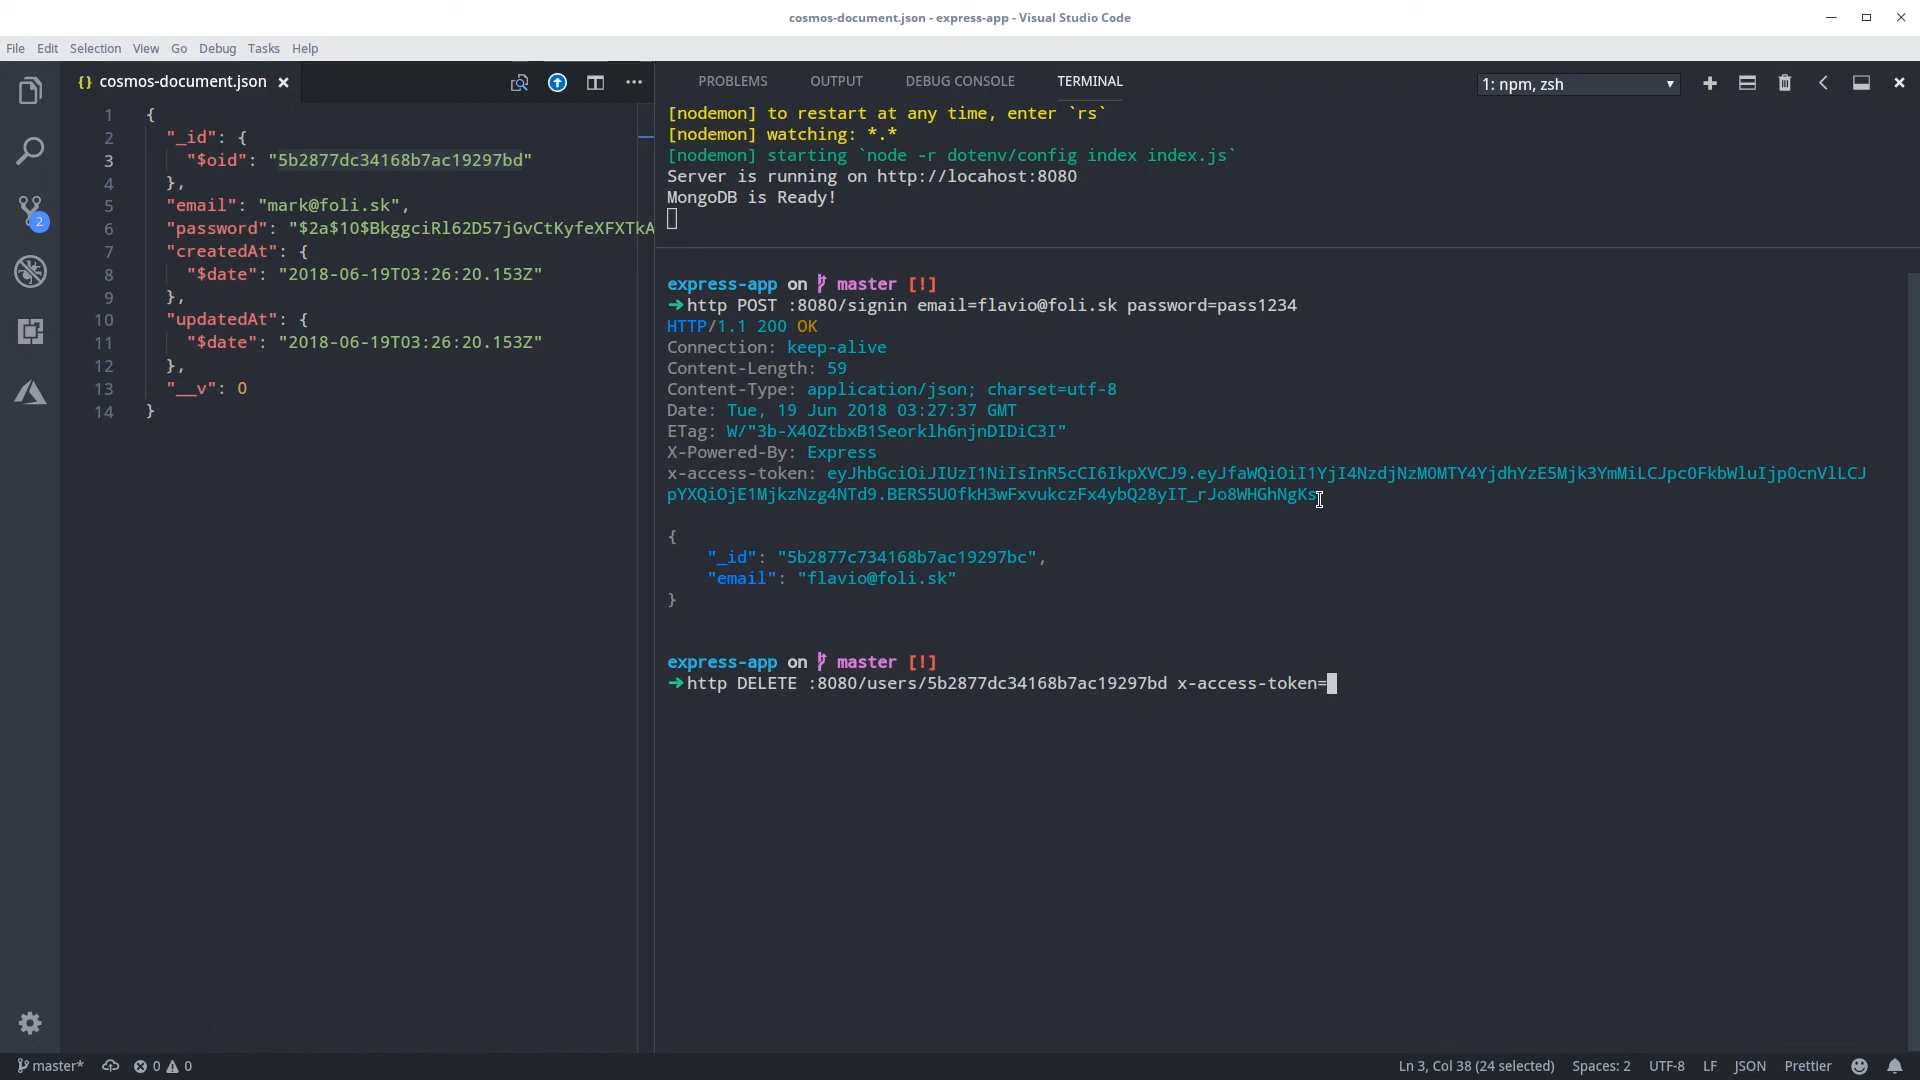 cosmos-document.json - express-app - Visual Studio Code
File Edit Selection View Go Debug Tasks Help
{} cosmos-document.json
1 {
2 "_id": {
3 "$oid": "5b2877dc34168b7ac19297bd"
4 },
5 "email": "mark@foli.sk",
6 "password": "$2a$10$BkggciRl62D57jGvCtKyfeXFXTkA
7 "createdAt": {
8 "$date": "2018-06-19T03:26:20.153Z"
9 },
10 "updatedAt": {
11 "$date": "2018-06-19T03:26:20.153Z"
12 },
13 "__v": 0
14 }
2
PROBLEMS OUTPUT DEBUG CONSOLE TERMINAL 1: npm, zsh
[nodemon] to restart at any time, enter `rs`
[nodemon] watching: *.*
[nodemon] starting `node -r dotenv/config index index.js`
Server is running on http://locahost:8080
MongoDB is Ready!
express-app on master [!]
➜ http POST :8080/signin email=flavio@foli.sk password=pass1234
HTTP/1.1 200 OK
Connection: keep-alive
Content-Length: 59
Content-Type: application/json; charset=utf-8
Date: Tue, 19 Jun 2018 03:27:37 GMT
ETag: W/"3b-X4OZtbxB1Seorklh6njnDIDiC3I"
X-Powered-By: Express
x-access-token: eyJhbGciOiJIUzI1NiIsInR5cCI6IkpXVCJ9.eyJfaWQiOiI1YjI4NzdjNzM0MTY4YjdhYzE5Mjk3YmMiLCJpc0FkbWluIjp0cnVlLCJ
pYXQiOjE1MjkzNzg4NTd9.BERS5U0fkH3wFxvukczFx4ybQ28yIT_rJo8WHGhNgKs
{
"_id": "5b2877c734168b7ac19297bc",
"email": "flavio@foli.sk"
}
express-app on master [!]
➜ http DELETE :8080/users/5b2877dc34168b7ac19297bd x-access-token=
master* 0 0 Ln 3, Col 38 (24 selected) Spaces: 2 UTF-8 LF JSON Prettier